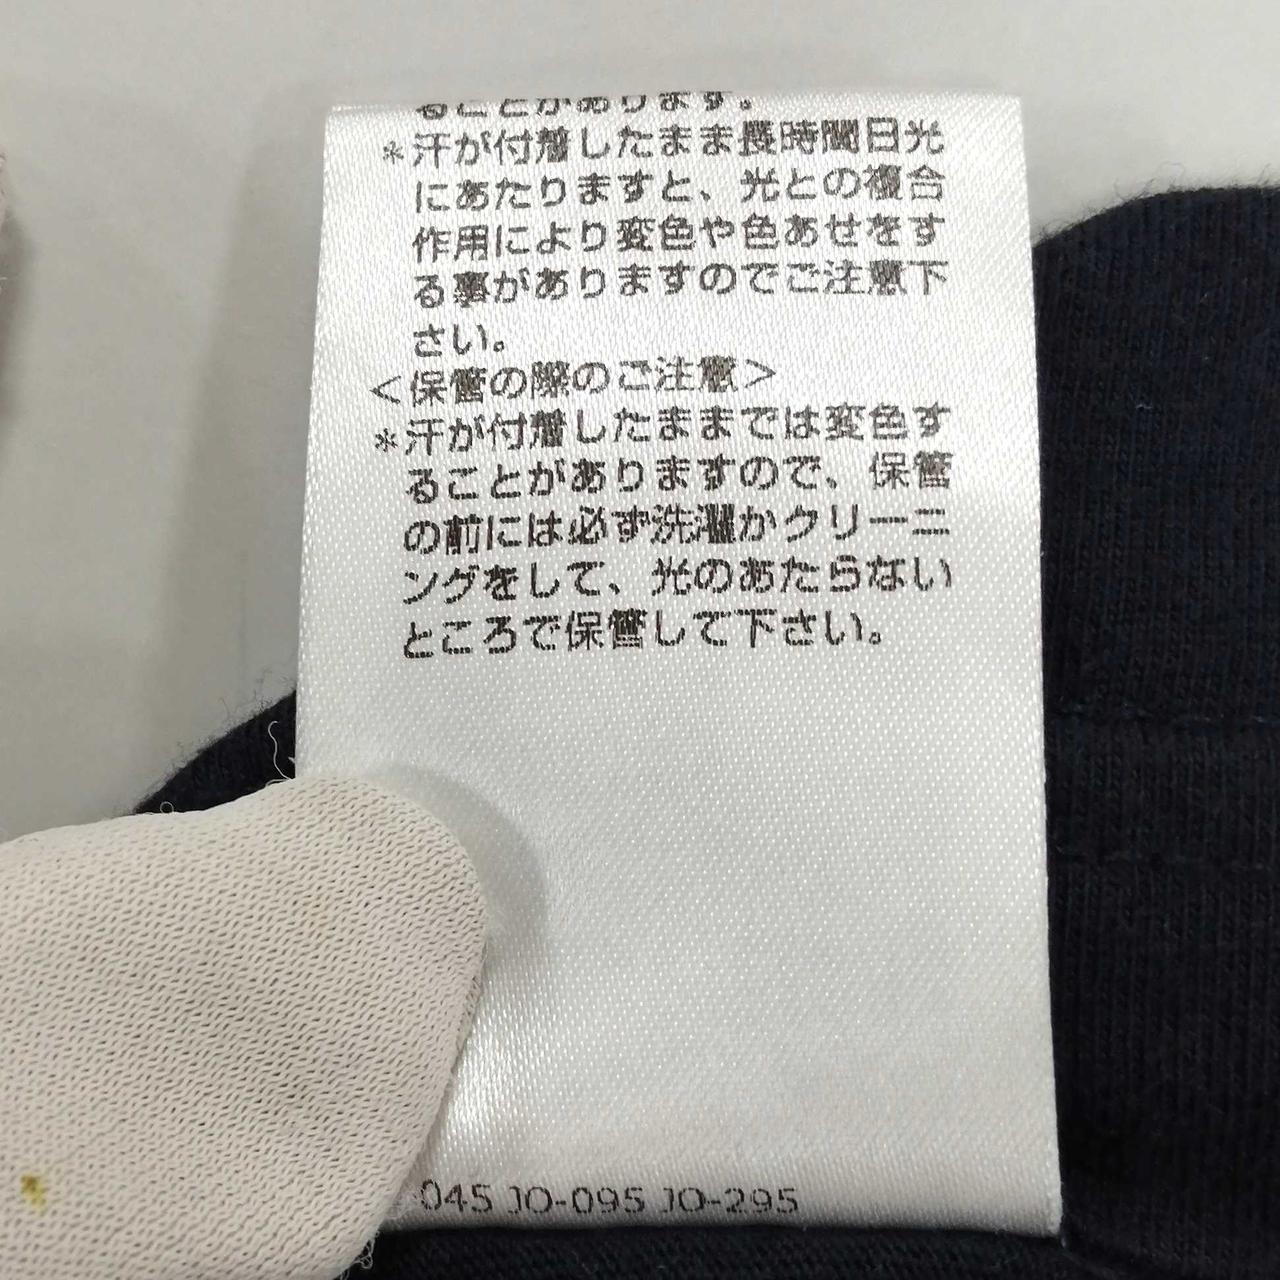 ることがあります。
*汗が付着したまま長時間日光
にあたりますと、光との複合
作用により変色や色あせをす
る事がありますのでご注意下
さい。
<保管の際のご注意>
*汗が付着したままでは変色す
ることがありますので、保管
の前には必ず洗濯かクリーニ
ングをして、光のあたらない
ところで保管して下さい。
045 JO-095 JO-295